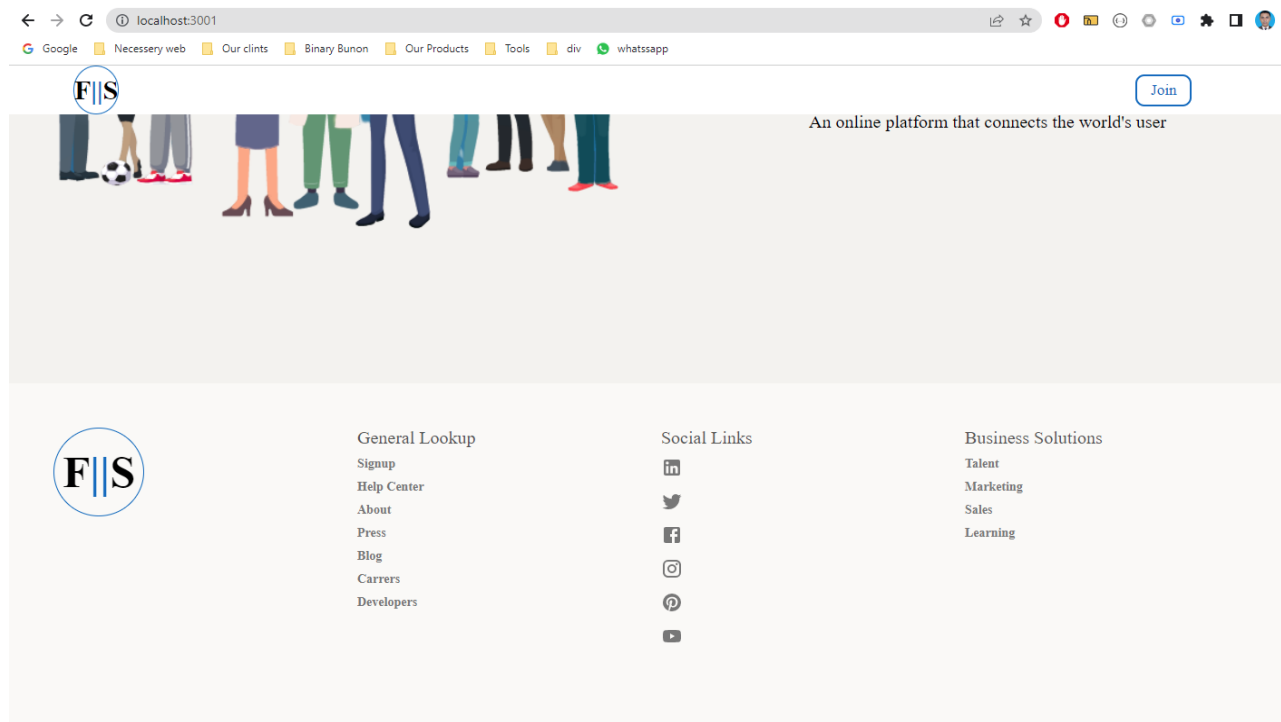 localhost:3001
Google Necessery web Our clints Binary Bunon Our Products Tools div whatssapp
F||S Join
An online platform that connects the world's user
F||S
General Lookup
Signup
Help Center
About
Press
Blog
Carrers
Developers
Social Links
Business Solutions
Talent
Marketing
Sales
Learning